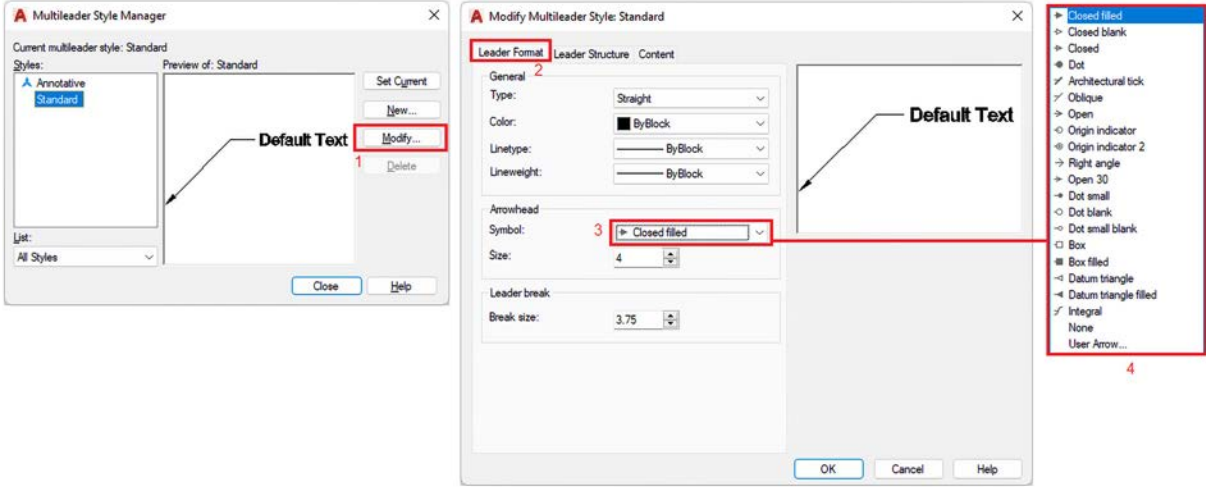 Multileader Style Manager
Current multileader style: Standard
Styles:
Annotative
Standard
Preview of: Standard
Default Text
Set Current
New...
Modify...
1
Delete
List:
All Styles
Close
Help
Modify Multileader Style: Standard
Leader Format
Leader Structure
Content
2
General
Type:
Straight
Color:
ByBlock
Linetype:
ByBlock
Lineweight:
ByBlock
Arrowhead
Symbol:
3
Closed filled
Size:
4
Leader break
Break size:
3.75
Default Text
OK
Cancel
Help
Closed filled
Closed blank
Closed
Dot
Architectural tick
Oblique
Open
Origin indicator
Origin indicator 2
Right angle
Open 30
Dot small
Dot blank
Dot small blank
Box
Box filled
Datum triangle
Datum triangle filled
Integral
None
User Arrow...
4